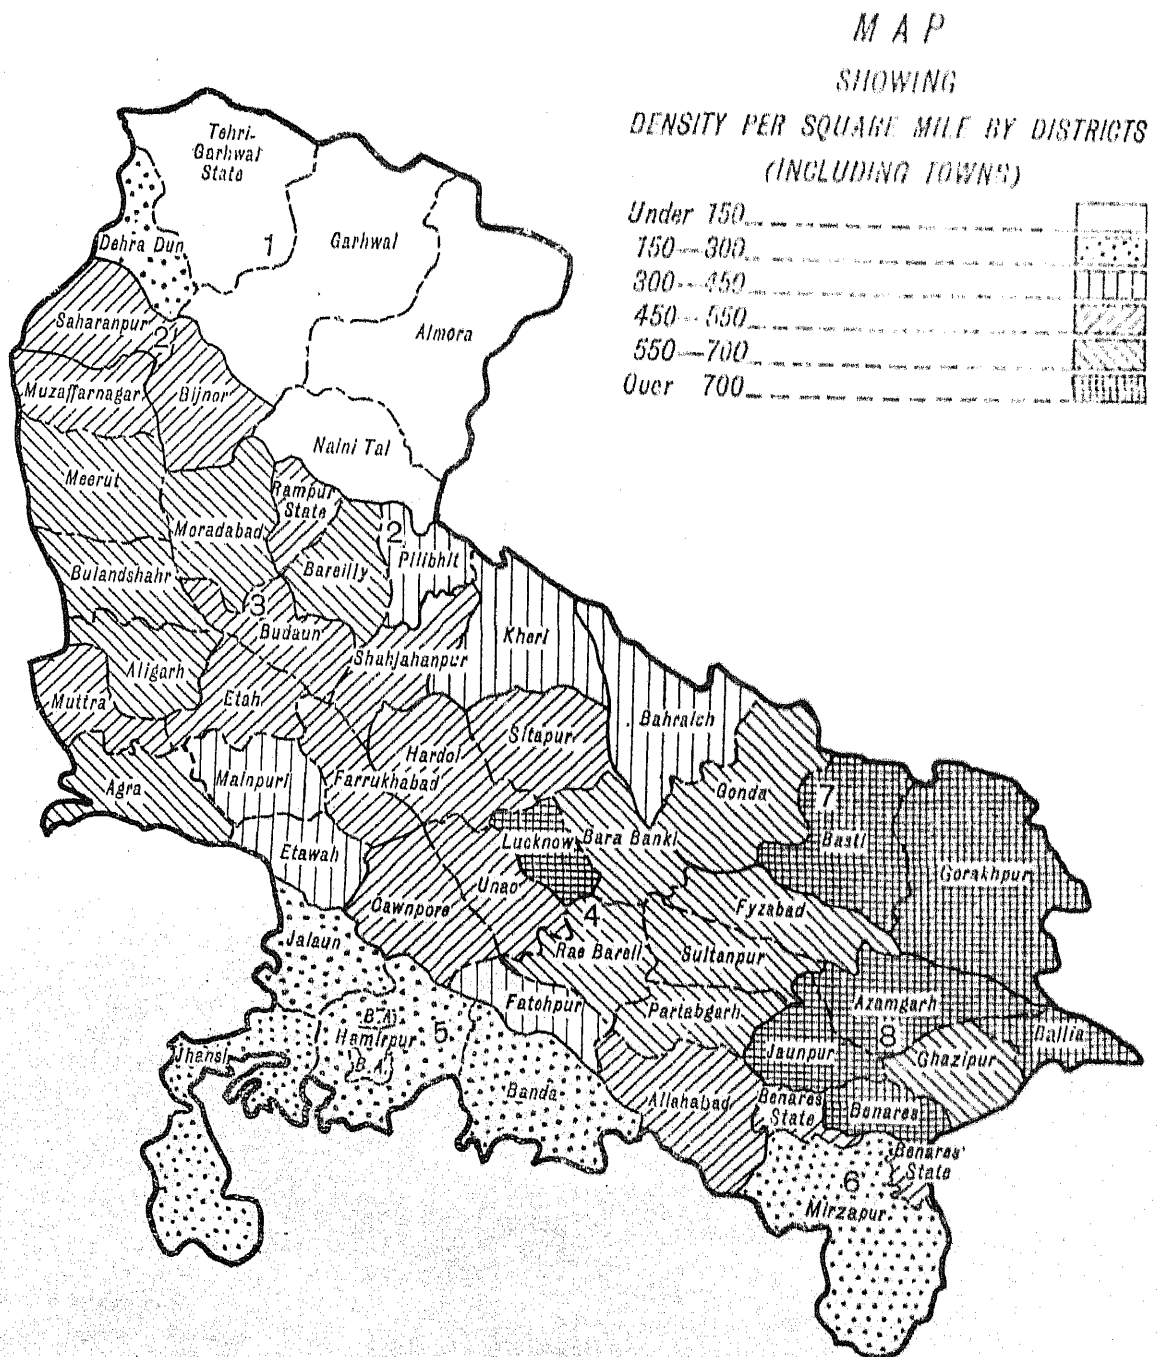 MAP
SHOWING
DENSITY PER SQUARE MILE BY DISTRICTS
(INCLUDING TOWNS)
Under 150
150—300
300—450
450—550
550—700
Over 700
Tehri-
Garhwal
State
1
Garhwal
Dehra Dun
Almora
Saharanpur
2
Muzaffarnagar
Bijnor
Naini Tal
Meerut
Rampur
State
Moradabad
2
Pilibhit
Bareilly
Bulandshahr
3
Budaun
Kheri
Shahjahanpur
Aligarh
Muttra
Etah
Bahraich
Sitapur
Hardoi
Mainpuri
Farrukhabad
Agra
Gonda
7
Basti
Lucknow
Bara Banki
Etawah
Gorakhpur
Unao
Cawnpore
Fyzabad
4
Jalaun
Rae Bareli
Sultanpur
Fatehpur
Partabgarh
Azamgarh
B.A.
Hamirpur
5
8
Ballia
Jhansi
B.A.
Jaunpur
Ghazipur
Banda
Allahabad
Benares
State
Benares
Benares
State
6
Mirzapur